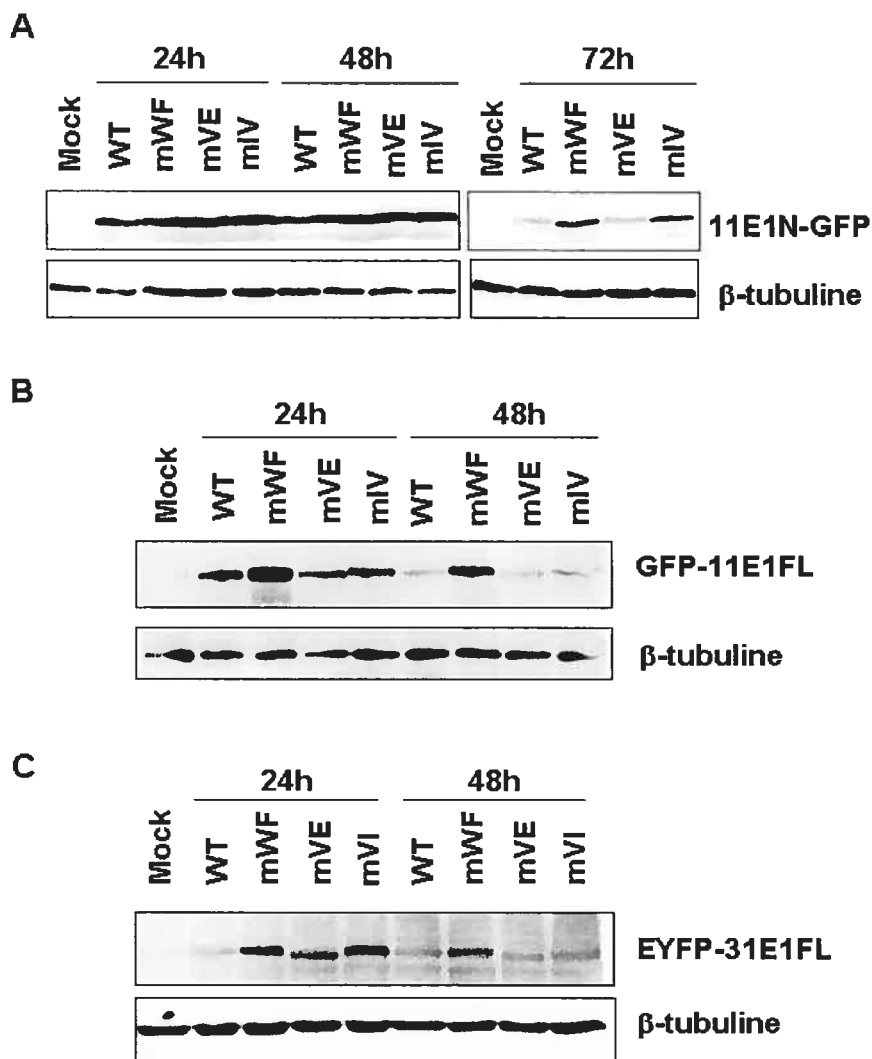 A
24h 48h 72h
Mock WT mWF mVE mIV WT mWF mVE mIV Mock WT mWF mVE mIV
11E1N-GFP
β-tubuline
B
24h 48h
Mock WT mWF mVE mIV WT mWF mVE mIV
GFP-11E1FL
β-tubuline
C
24h 48h
Mock WT mWF mVE mVI WT mWF mVE mVI
EYFP-31E1FL
β-tubuline